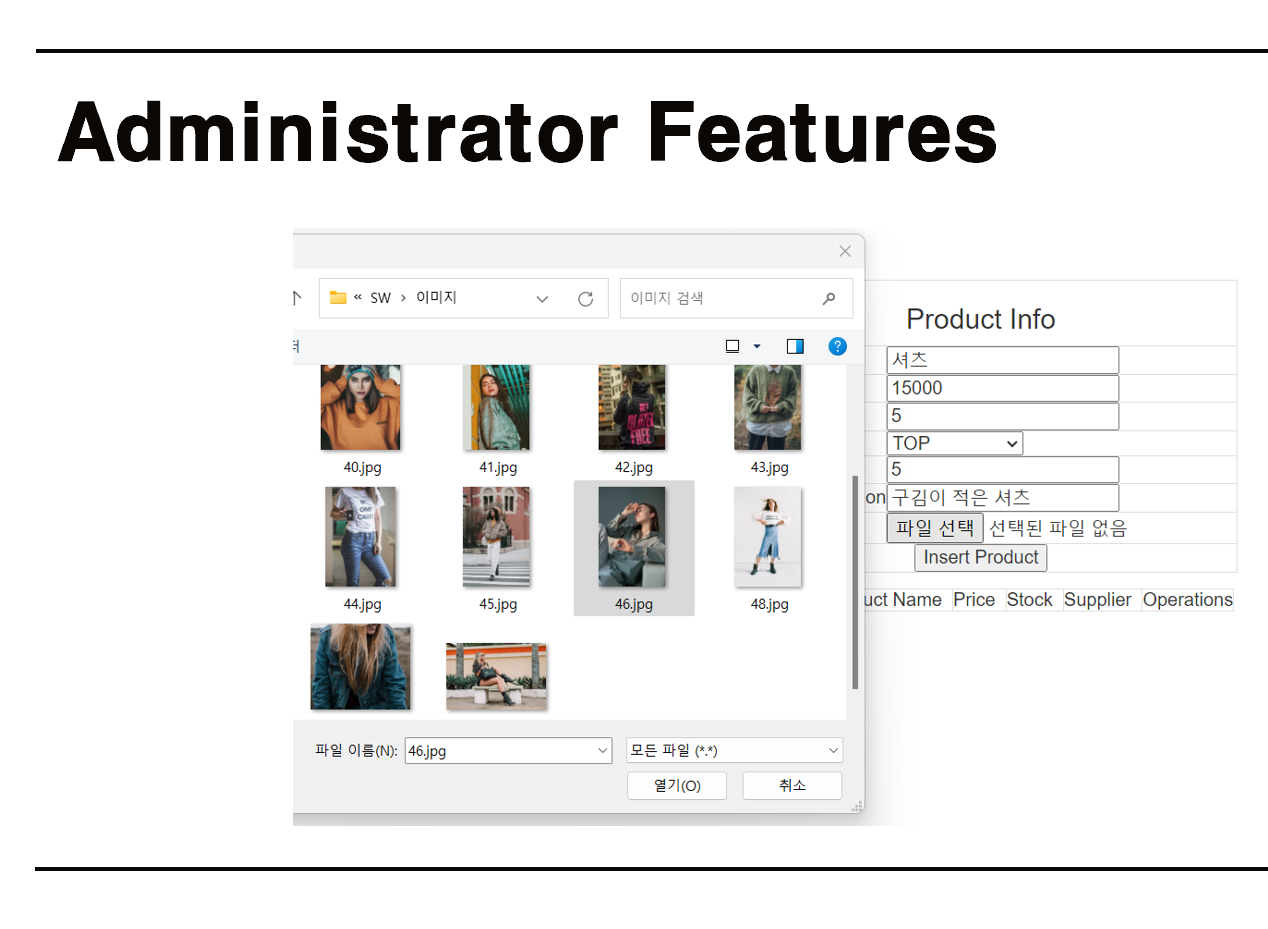 Administrator Features
« SW › 이미지
이미지 검색
40.jpg 41.jpg 42.jpg 43.jpg
44.jpg 45.jpg 46.jpg 48.jpg
파일 이름(N): 46.jpg 모든 파일 (*.*)
열기(O) 취소
Product Info
셔츠
15000
5
TOP
5
on 구김이 적은 셔츠
파일 선택 선택된 파일 없음
Insert Product
uct Name Price Stock Supplier Operations